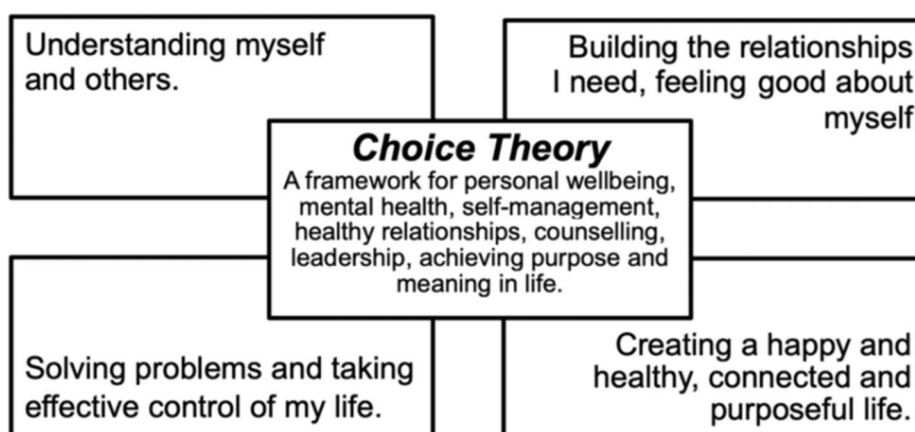 Understanding myself
and others.
Building the relationships
I need, feeling good about
myself
Choice Theory
A framework for personal wellbeing,
mental health, self-management,
healthy relationships, counselling,
leadership, achieving purpose and
meaning in life.
Solving problems and taking
effective control of my life.
Creating a happy and
healthy, connected and
purposeful life.